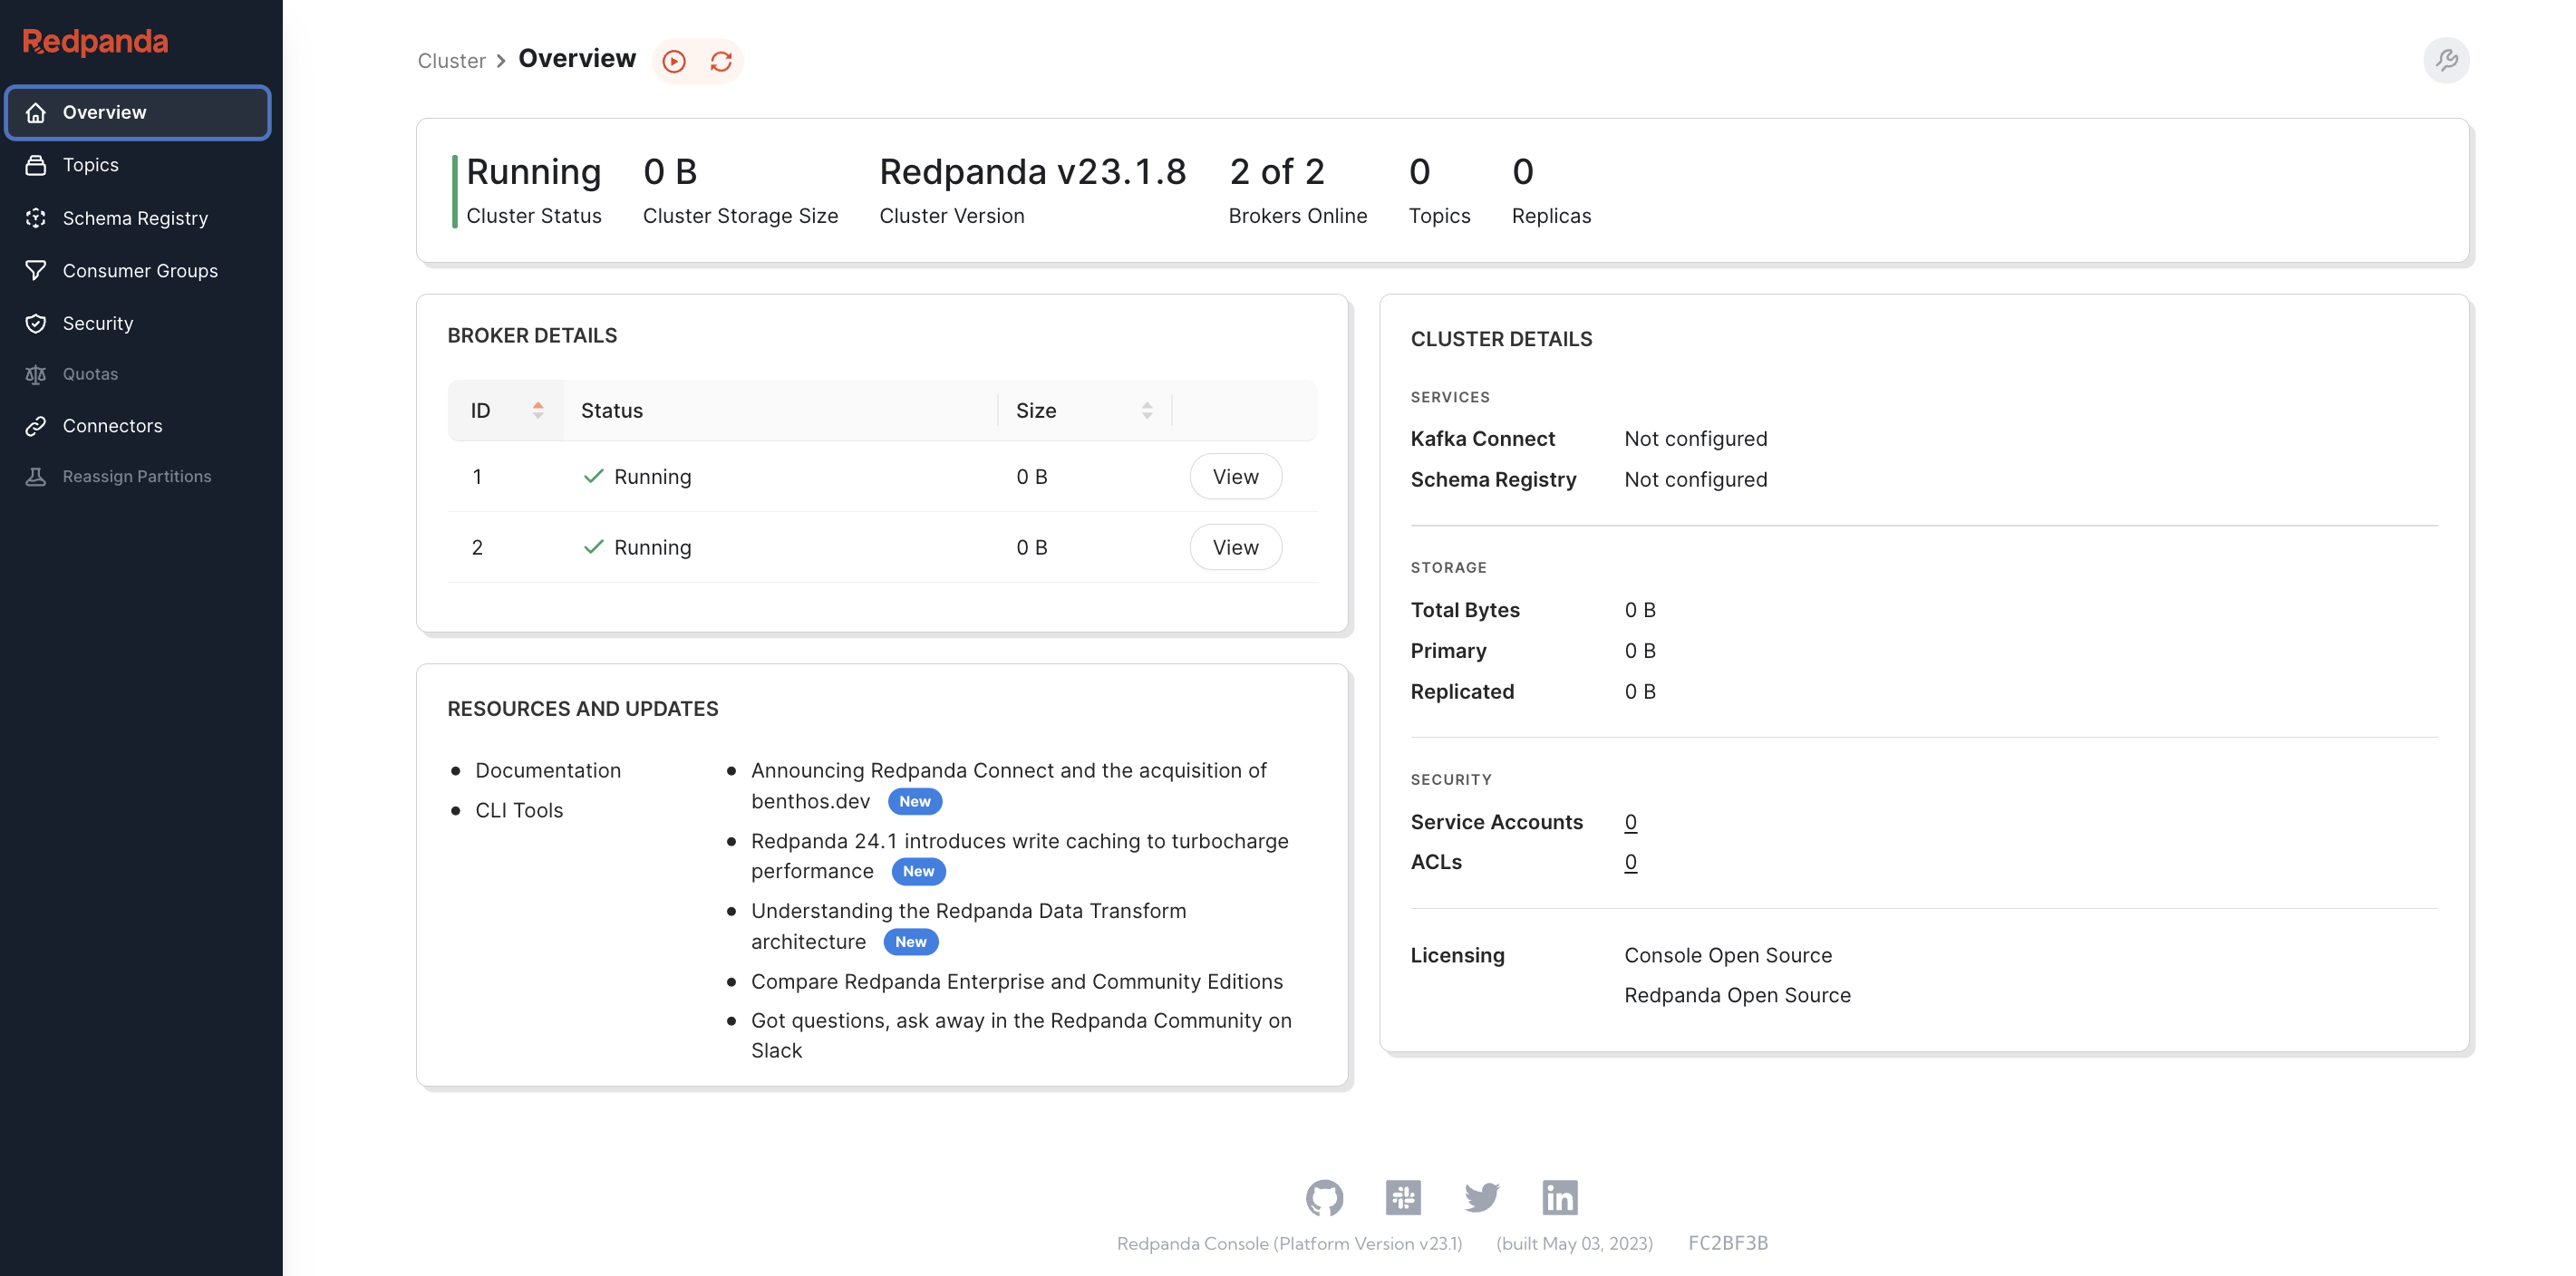 Redpanda
Overview
Topics
Schema Registry
Consumer Groups
Security
Quotas
Connectors
Reassign Partitions
Cluster > Overview
Running 0 B Redpanda v23.1.8 2 of 2 0 0
Cluster Status Cluster Storage Size Cluster Version Brokers Online Topics Replicas
BROKER DETAILS
ID Status Size
1 Running 0 B View
2 Running 0 B View
RESOURCES AND UPDATES
Documentation
CLI Tools
Announcing Redpanda Connect and the acquisition of
benthos.dev New
Redpanda 24.1 introduces write caching to turbocharge
performance New
Understanding the Redpanda Data Transform
architecture New
Compare Redpanda Enterprise and Community Editions
Got questions, ask away in the Redpanda Community on
Slack
CLUSTER DETAILS
SERVICES
Kafka Connect Not configured
Schema Registry Not configured
STORAGE
Total Bytes 0 B
Primary 0 B
Replicated 0 B
SECURITY
Service Accounts 0
ACLs 0
Licensing Console Open Source
Redpanda Open Source
in
Redpanda Console (Platform Version v23.1) (built May 03, 2023) FC2BF3B